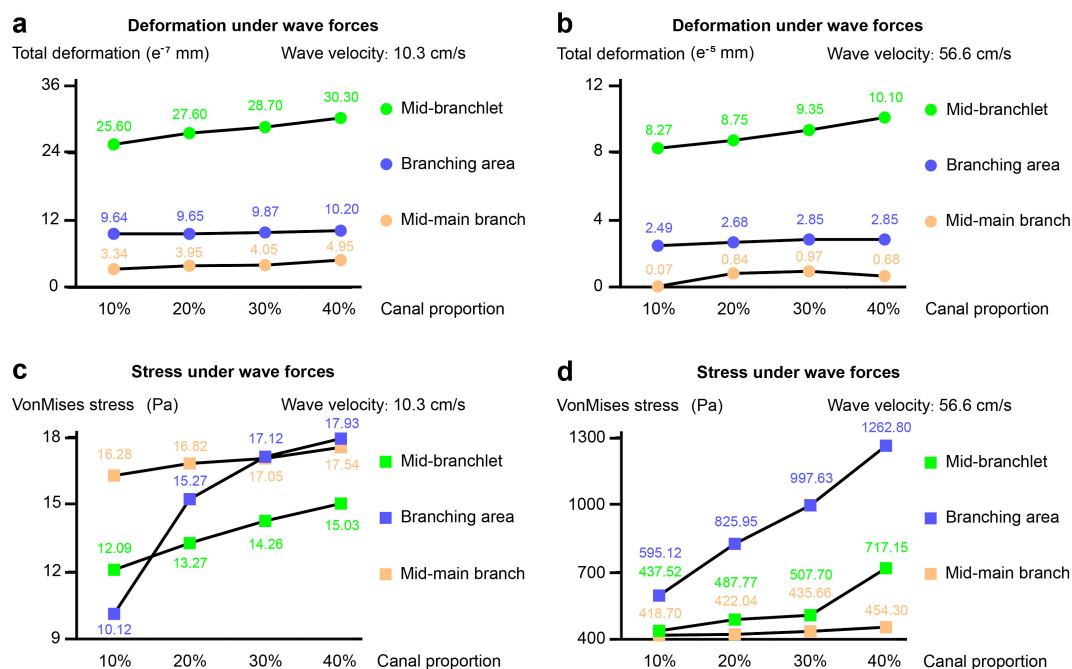 a
Deformation under wave forces
Total deformation (e⁻⁷ mm)
Wave velocity: 10.3 cm/s
36
24
12
0
25.60
27.60
28.70
30.30
9.64
9.65
9.87
10.20
3.34
3.95
4.05
4.95
Mid-branchlet
Branching area
Mid-main branch
10%
20%
30%
40%
Canal proportion
b
Deformation under wave forces
Total deformation (e⁻⁵ mm)
Wave velocity: 56.6 cm/s
12
8
4
0
8.27
8.75
9.35
10.10
2.49
2.68
2.85
2.85
0.07
0.84
0.97
0.68
Mid-branchlet
Branching area
Mid-main branch
10%
20%
30%
40%
Canal proportion
c
Stress under wave forces
VonMises stress (Pa)
Wave velocity: 10.3 cm/s
18
15
12
9
16.28
16.82
17.05
17.54
10.12
15.27
17.12
17.93
12.09
13.27
14.26
15.03
Mid-branchlet
Branching area
Mid-main branch
10%
20%
30%
40%
Canal proportion
d
Stress under wave forces
VonMises stress (Pa)
Wave velocity: 56.6 cm/s
1300
1000
700
400
595.12
825.95
997.63
1262.80
437.52
487.77
507.70
717.15
418.70
422.04
435.66
454.30
Mid-branchlet
Branching area
Mid-main branch
10%
20%
30%
40%
Canal proportion